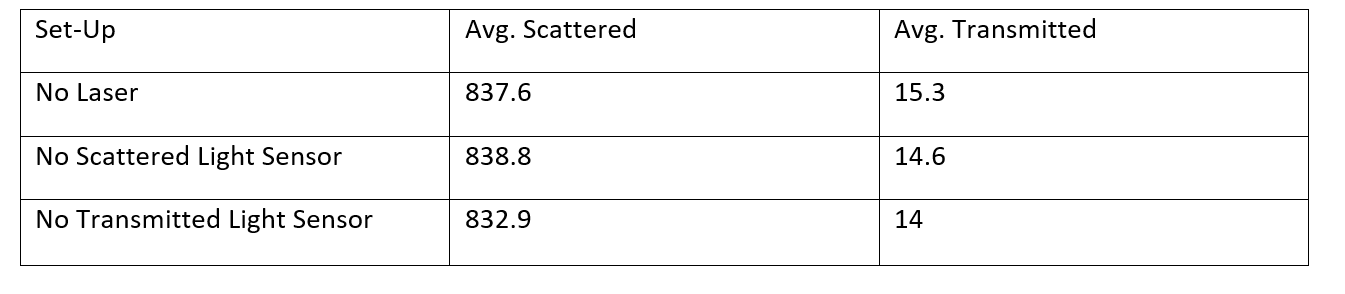 Set-Up Avg. Scattered Avg. Transmitted
No Laser 837.6 15.3
No Scattered Light Sensor 838.8 14.6
No Transmitted Light Sensor 832.9 14